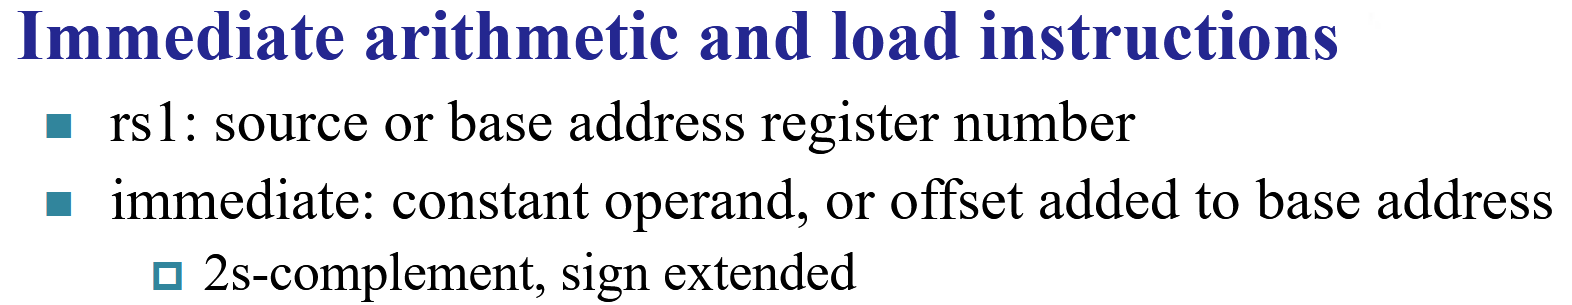 Immediate arithmetic and load instructions
rs1: source or base address register number
immediate: constant operand, or offset added to base address
2s-complement, sign extended